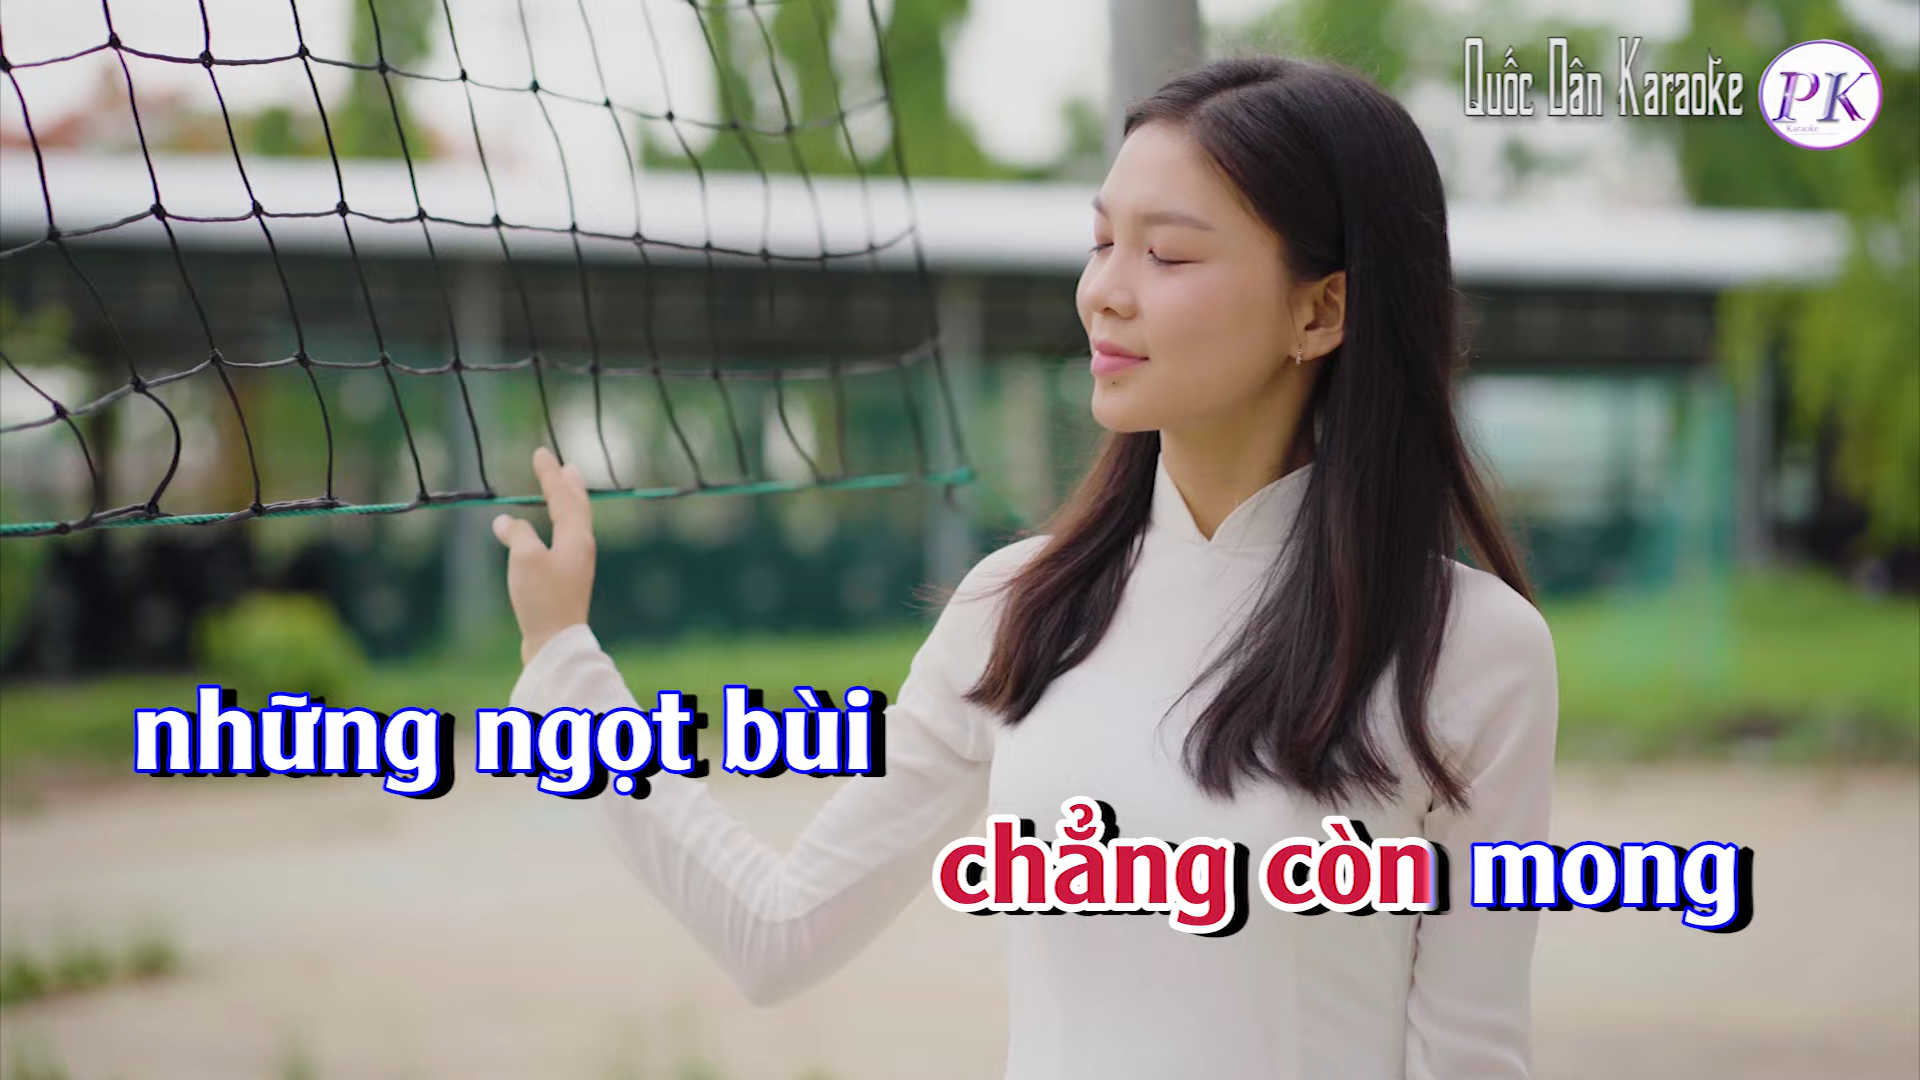 Quốc Dân Karaoke
PK
Karaoke
những ngọt bùi
chẳng còn mong